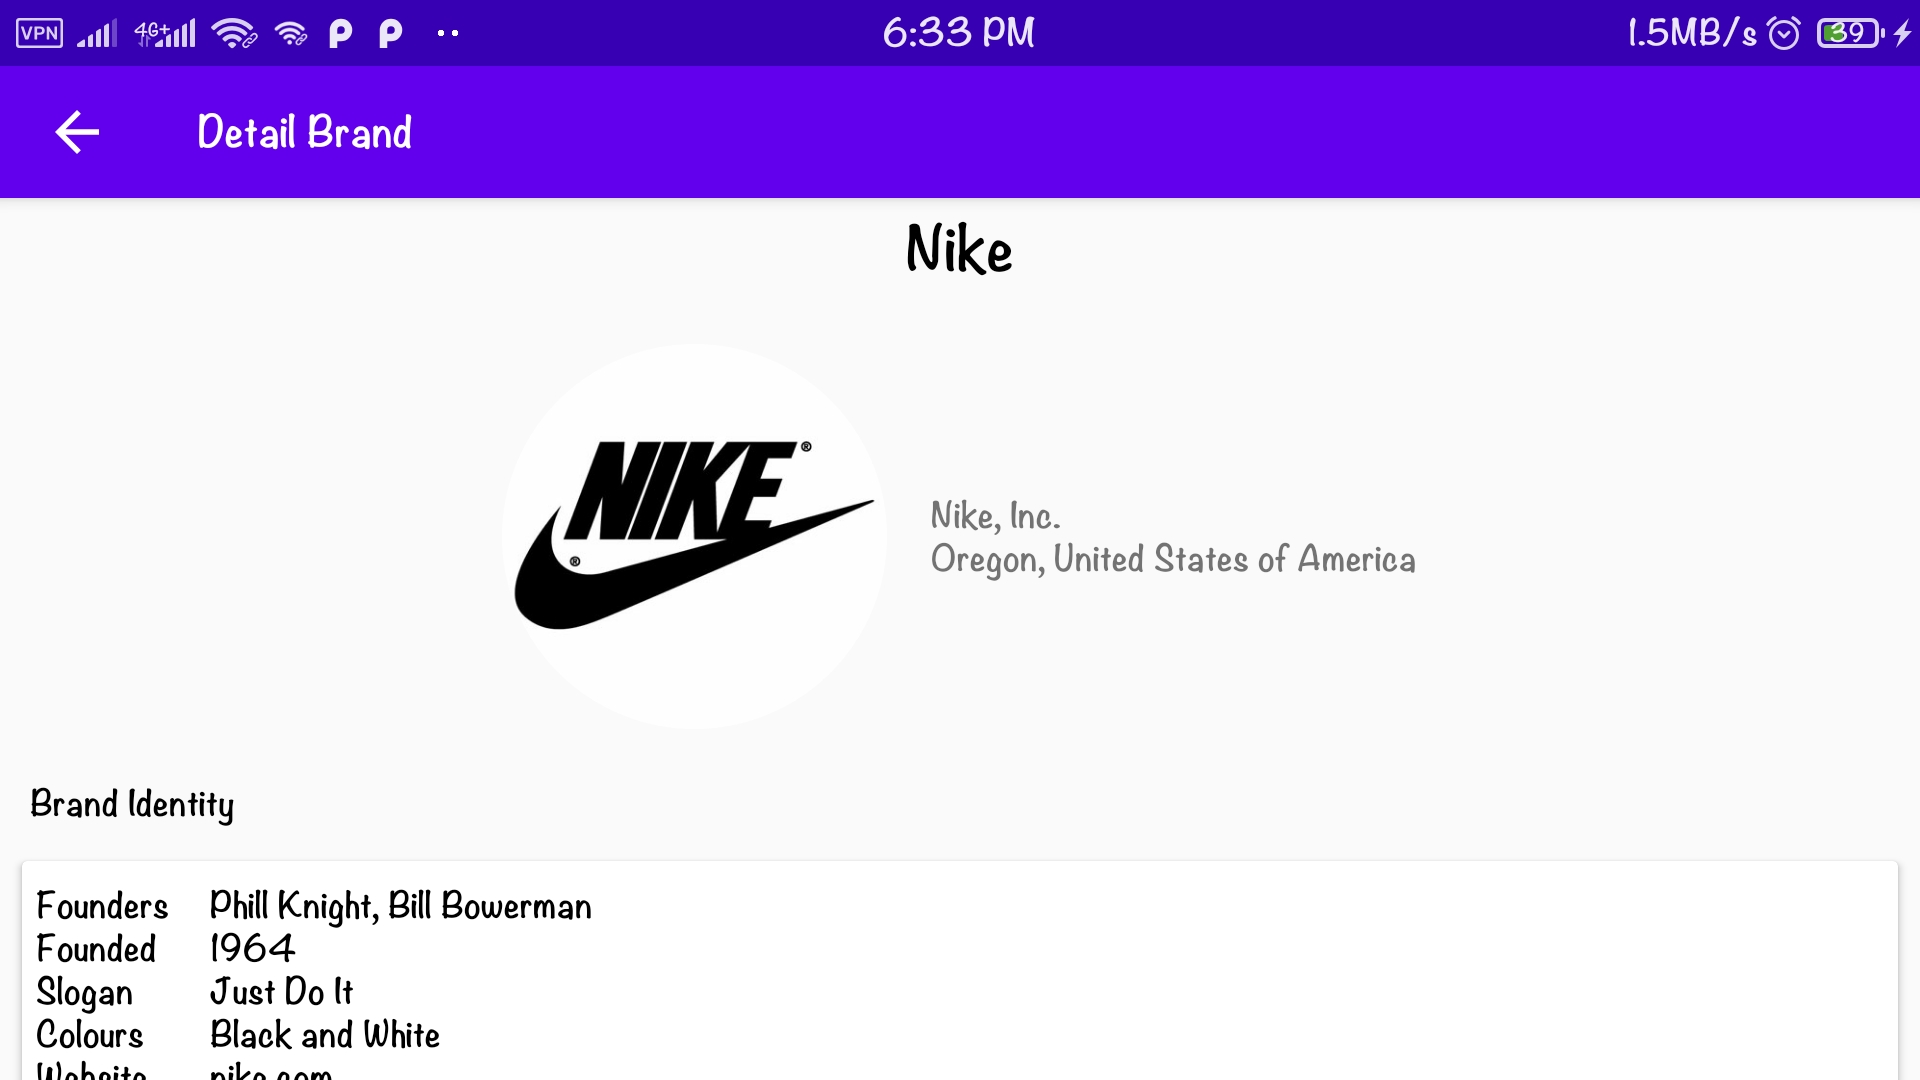 VPN 4G+ 6:33 PM 1.5MB/s 39
Detail Brand
Nike
NIKE®
®
Nike, Inc.
Oregon, United States of America
Brand Identity
Founders Phill Knight, Bill Bowerman
Founded 1964
Slogan Just Do It
Colours Black and White
Website nike.com